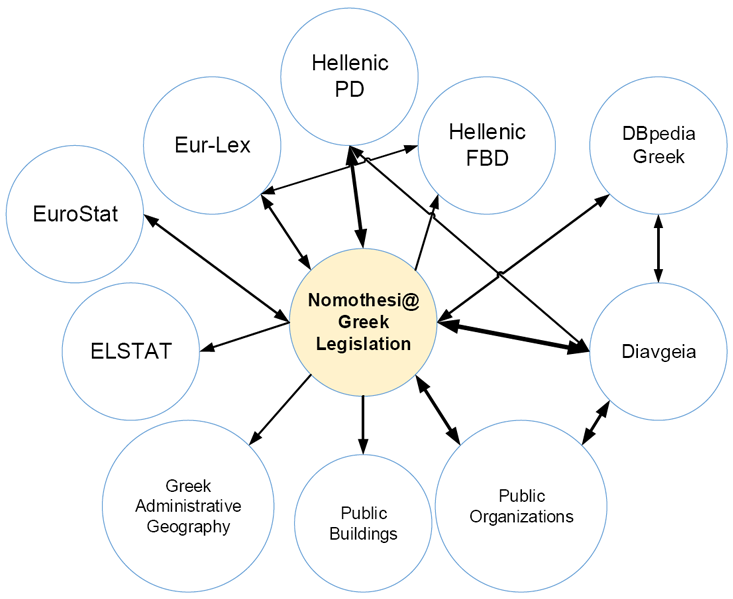 Hellenic
PD
Eur-Lex
Hellenic
FBD
DBpedia
Greek
EuroStat
Nomothesi@
Greek
Legislation
ELSTAT
Diavgeia
Greek
Administrative
Geography
Public
Buildings
Public
Organizations